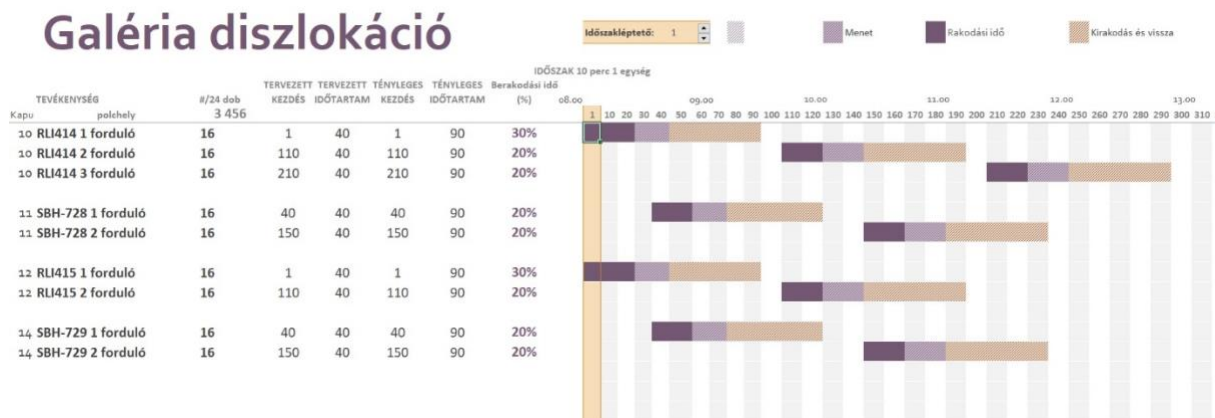 Galéria diszlokáció
Időszakléptető: 1 Menet Rakodási idő Kirakodás és vissza
IDŐSZAK 10 perc 1 egység
TERVEZETT TERVEZETT TÉNYLEGES TÉNYLEGES Berakodási idő
TEVÉKENYSÉG #/24 dob KEZDÉS IDŐTARTAM KEZDÉS IDŐTARTAM (%) 08.00 09.00 10.00 11.00 12.00 13.00
Kapu polchely 3 456 1 10 20 30 40 50 60 70 80 90 100 110 120 130 140 150 160 170 180 190 200 210 220 230 240 250 260 270 280 290 300 310
10 RLI414 1 forduló 16 1 40 1 90 30%
10 RLI414 2 forduló 16 110 40 110 90 20%
10 RLI414 3 forduló 16 210 40 210 90 20%
11 SBH-728 1 forduló 16 40 40 40 90 20%
11 SBH-728 2 forduló 16 150 40 150 90 20%
12 RLI415 1 forduló 16 1 40 1 90 30%
12 RLI415 2 forduló 16 110 40 110 90 20%
14 SBH-729 1 forduló 16 40 40 40 90 20%
14 SBH-729 2 forduló 16 150 40 150 90 20%